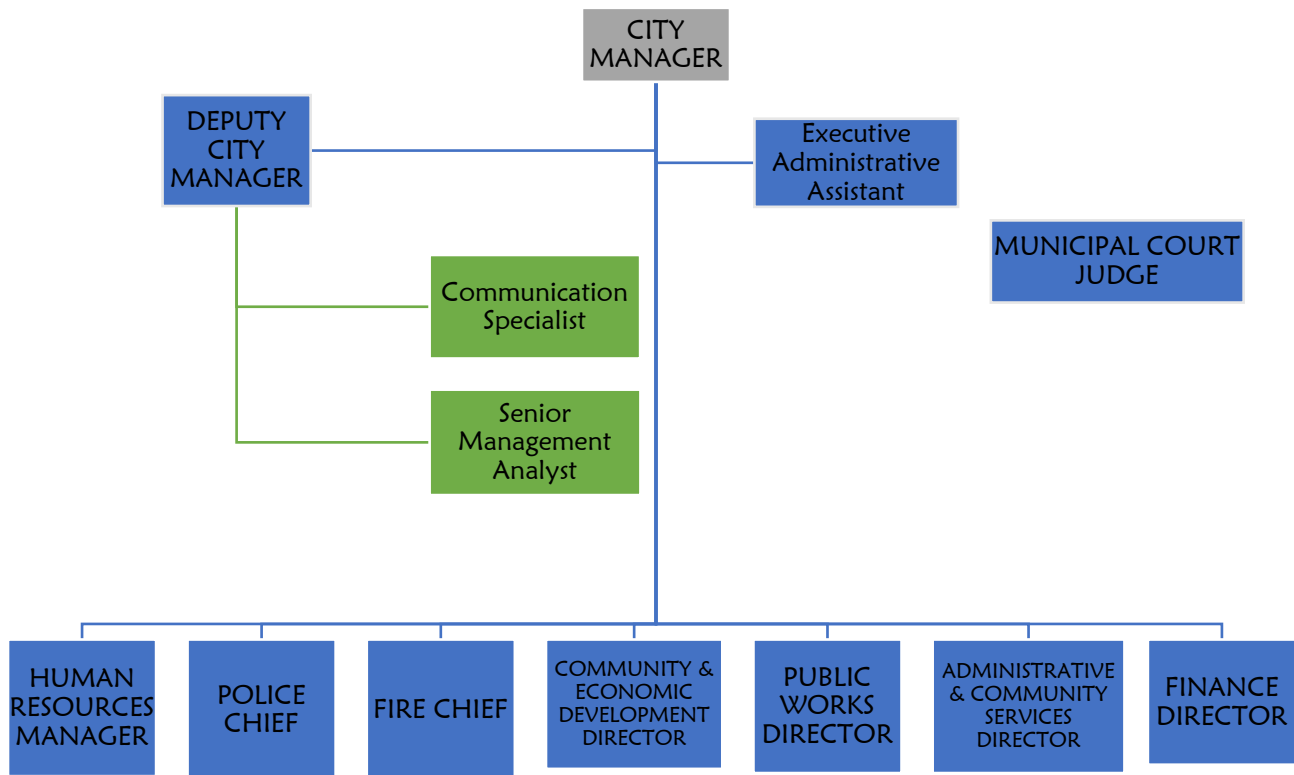 CITY
MANAGER
DEPUTY
CITY
MANAGER
Executive
Administrative
Assistant
MUNICIPAL COURT
JUDGE
Communication
Specialist
Senior
Management
Analyst
HUMAN
RESOURCES
MANAGER
POLICE
CHIEF
FIRE CHIEF
COMMUNITY &
ECONOMIC
DEVELOPMENT
DIRECTOR
PUBLIC
WORKS
DIRECTOR
ADMINISTRATIVE
& COMMUNITY
SERVICES
DIRECTOR
FINANCE
DIRECTOR